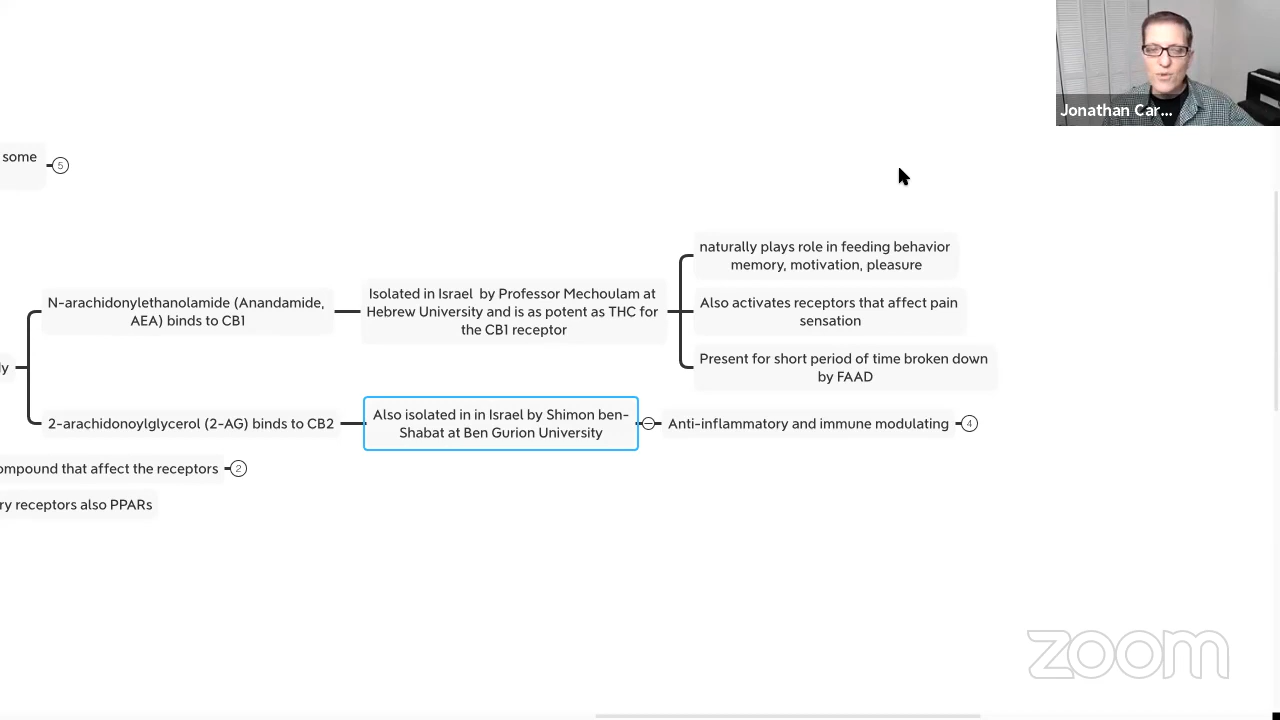 Jonathan Car...
some
5
naturally plays role in feeding behavior
memory, motivation, pleasure
N-arachidonylethanolamide (Anandamide,
AEA) binds to CB1
Isolated in Israel by Professor Mechoulam at
Hebrew University and is as potent as THC for
the CB1 receptor
Also activates receptors that affect pain
sensation
Present for short period of time broken down
by FAAD
ly
2-arachidonoylglycerol (2-AG) binds to CB2
Also isolated in in Israel by Shimon ben-
Shabat at Ben Gurion University
Anti-inflammatory and immune modulating
4
ompound that affect the receptors
2
ry receptors also PPARs
zoom